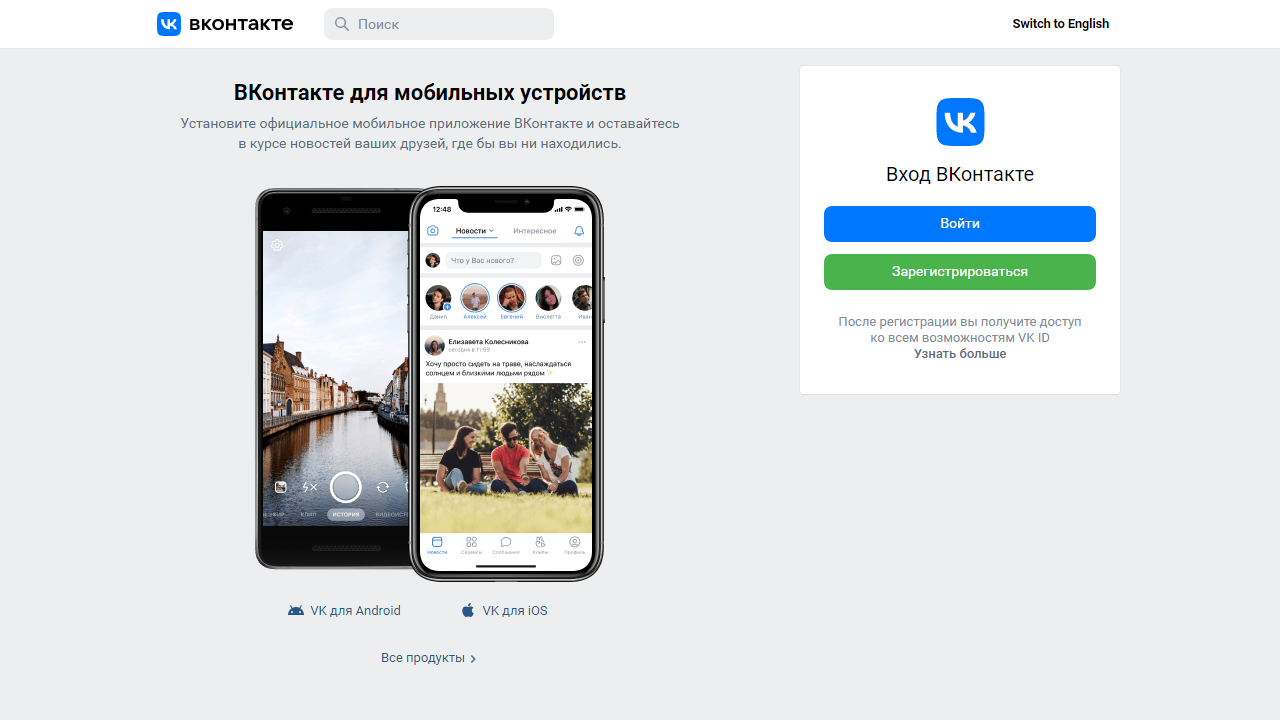 вконтакте
Поиск
Switch to English
ВКонтакте для мобильных устройств
Установите официальное мобильное приложение ВКонтакте и оставайтесь
в курсе новостей ваших друзей, где бы вы ни находились.
12:48
Новости
Интересное
Что у Вас нового?
Данил
Алексей
Евгений
Виолетта
Иван
Елизавета Колесникова
сегодня в 11:59
Хочу просто сидеть на траве, наслаждаться
солнцем и близкими людьми рядом ✨
КЛИП
ИСТОРИЯ
Новости
Сервисы
Сообщения
Клипы
Профиль
VK для Android
VK для iOS
Все продукты
Вход ВКонтакте
Войти
Зарегистрироваться
После регистрации вы получите доступ
ко всем возможностям VK ID
Узнать больше